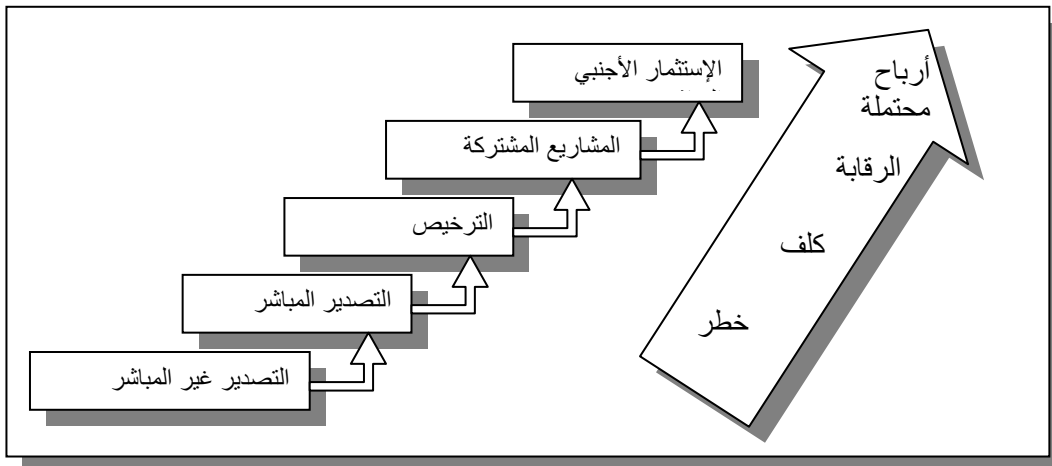 الإستثمار الأجنبي
المشاريع المشتركة
الترخيص
التصدير المباشر
التصدير غير المباشر
أرباح
محتملة
الرقابة
كلف
خطر